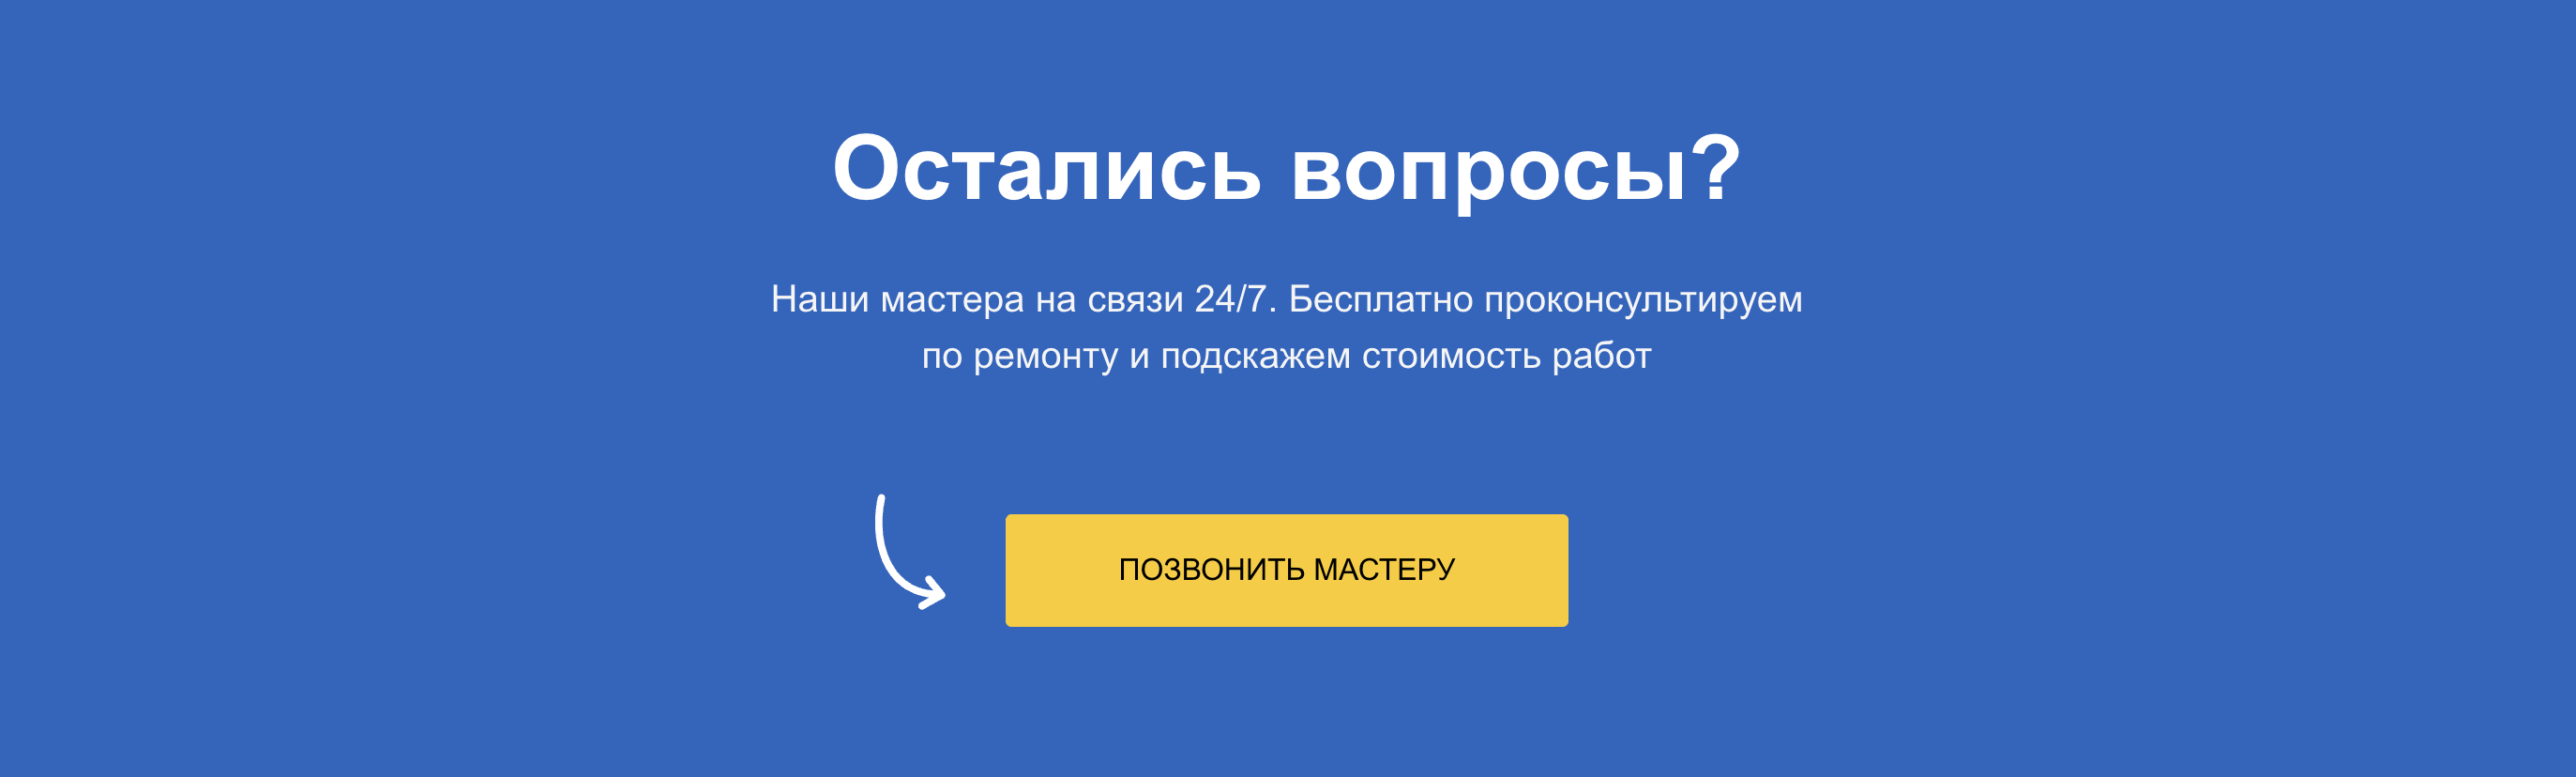 Остались вопросы?
Наши мастера на связи 24/7. Бесплатно проконсультируем
по ремонту и подскажем стоимость работ
ПОЗВОНИТЬ МАСТЕРУ